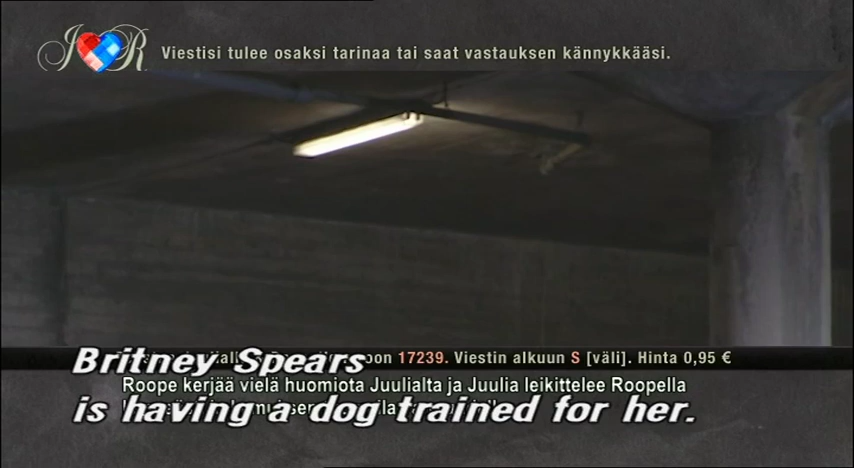 J R
Viestisi tulee osaksi tarinaa tai saat vastauksen kännykkääsi.
17239. Viestin alkuun S [väli]. Hinta 0,95 €
Britney Spears
Roope kerjää vielä huomiota Juulialta ja Juulia leikittelee Roopella
is having a dog trained for her.